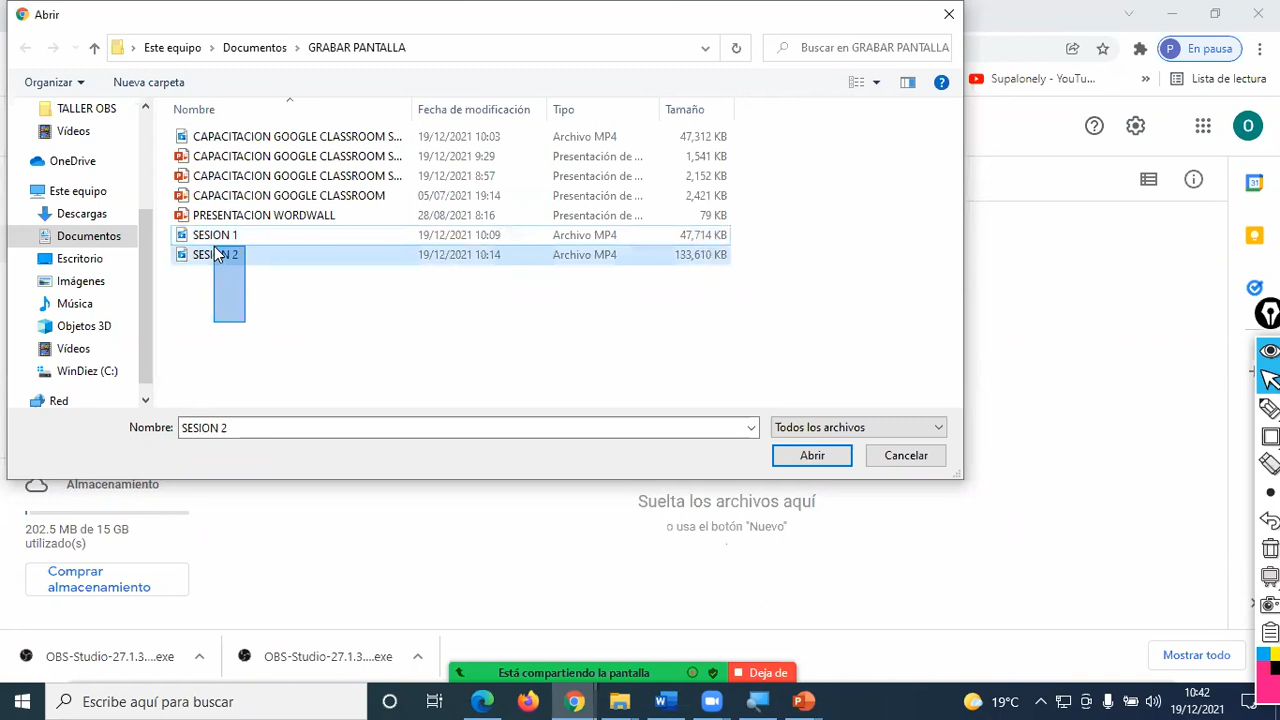 Abrir
Este equipo
Documentos
GRABAR PANTALLA
Buscar en GRABAR PANTALLA
Organizar
Nueva carpeta
Nombre
Fecha de modificación
Tipo
Tamaño
TALLER OBS
Vídeos
OneDrive
Este equipo
Descargas
Documentos
Escritorio
Imágenes
Música
Objetos 3D
Vídeos
WinDiez (C:)
Red
CAPACITACION GOOGLE CLASSROOM S... 19/12/2021 10:03 Archivo MP4 47,312 KB
CAPACITACION GOOGLE CLASSROOM S... 19/12/2021 9:29 Presentación de ... 1,541 KB
CAPACITACION GOOGLE CLASSROOM S... 19/12/2021 8:57 Presentación de ... 2,152 KB
CAPACITACION GOOGLE CLASSROOM 05/07/2021 19:14 Presentación de ... 2,421 KB
PRESENTACION WORDWALL 28/08/2021 8:16 Presentación de ... 79 KB
SESION 1 19/12/2021 10:09 Archivo MP4 47,714 KB
SESION 2 19/12/2021 10:14 Archivo MP4 133,610 KB
Nombre: SESION 2
Todos los archivos
Abrir
Cancelar
P En pausa
Supalonely - YouTu...
»
Lista de lectura
O
Almacenamiento
202.5 MB de 15 GB
utilizado(s)
Comprar
almacenamiento
Suelta los archivos aquí
o usa el botón "Nuevo"
.
OBS-Studio-27.1.3....exe
OBS-Studio-27.1.3....exe
Mostrar todo
Está compartiendo la pantalla
Deja de
Escribe aquí para buscar
19°C
10:42
19/12/2021